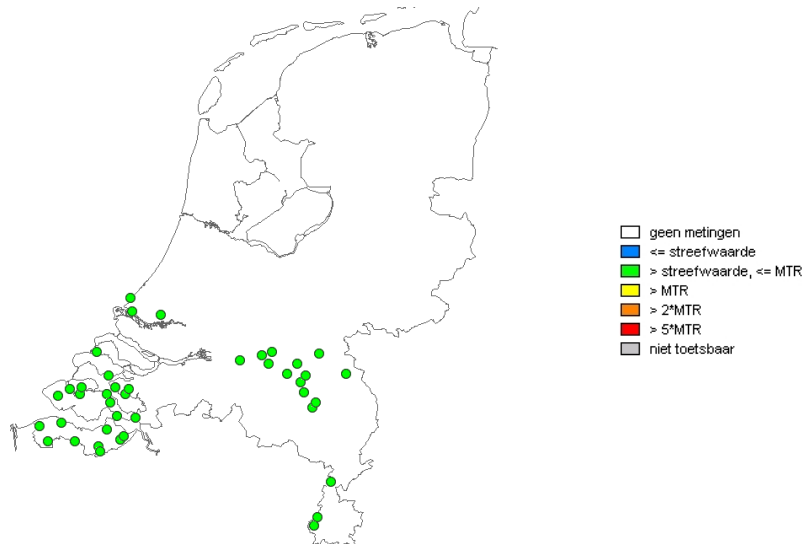 geen metingen
<= streefwaarde
> streefwaarde, <= MTR
> MTR
> 2*MTR
> 5*MTR
niet toetsbaar